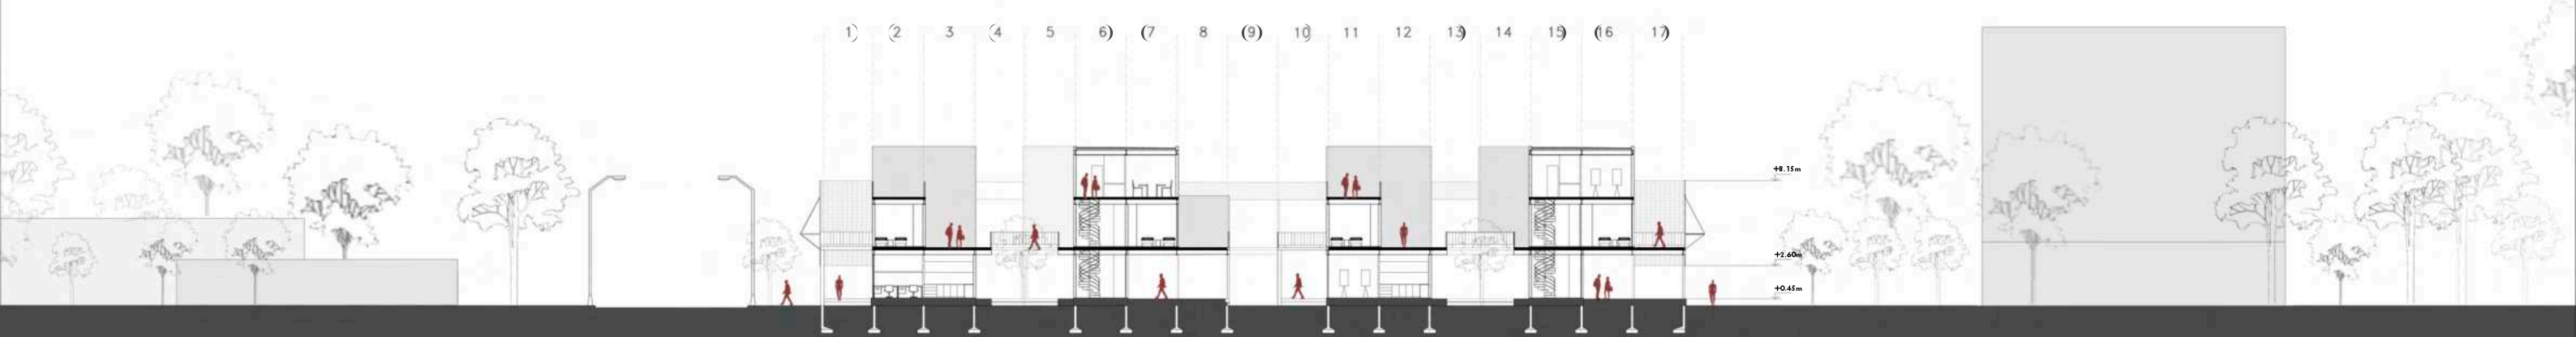 1) (2 3 (4 5 6) (7 8 (9) 10) 11 12 13) 14 15) (16 17)
+8.15m
+2.60m
+0.45m